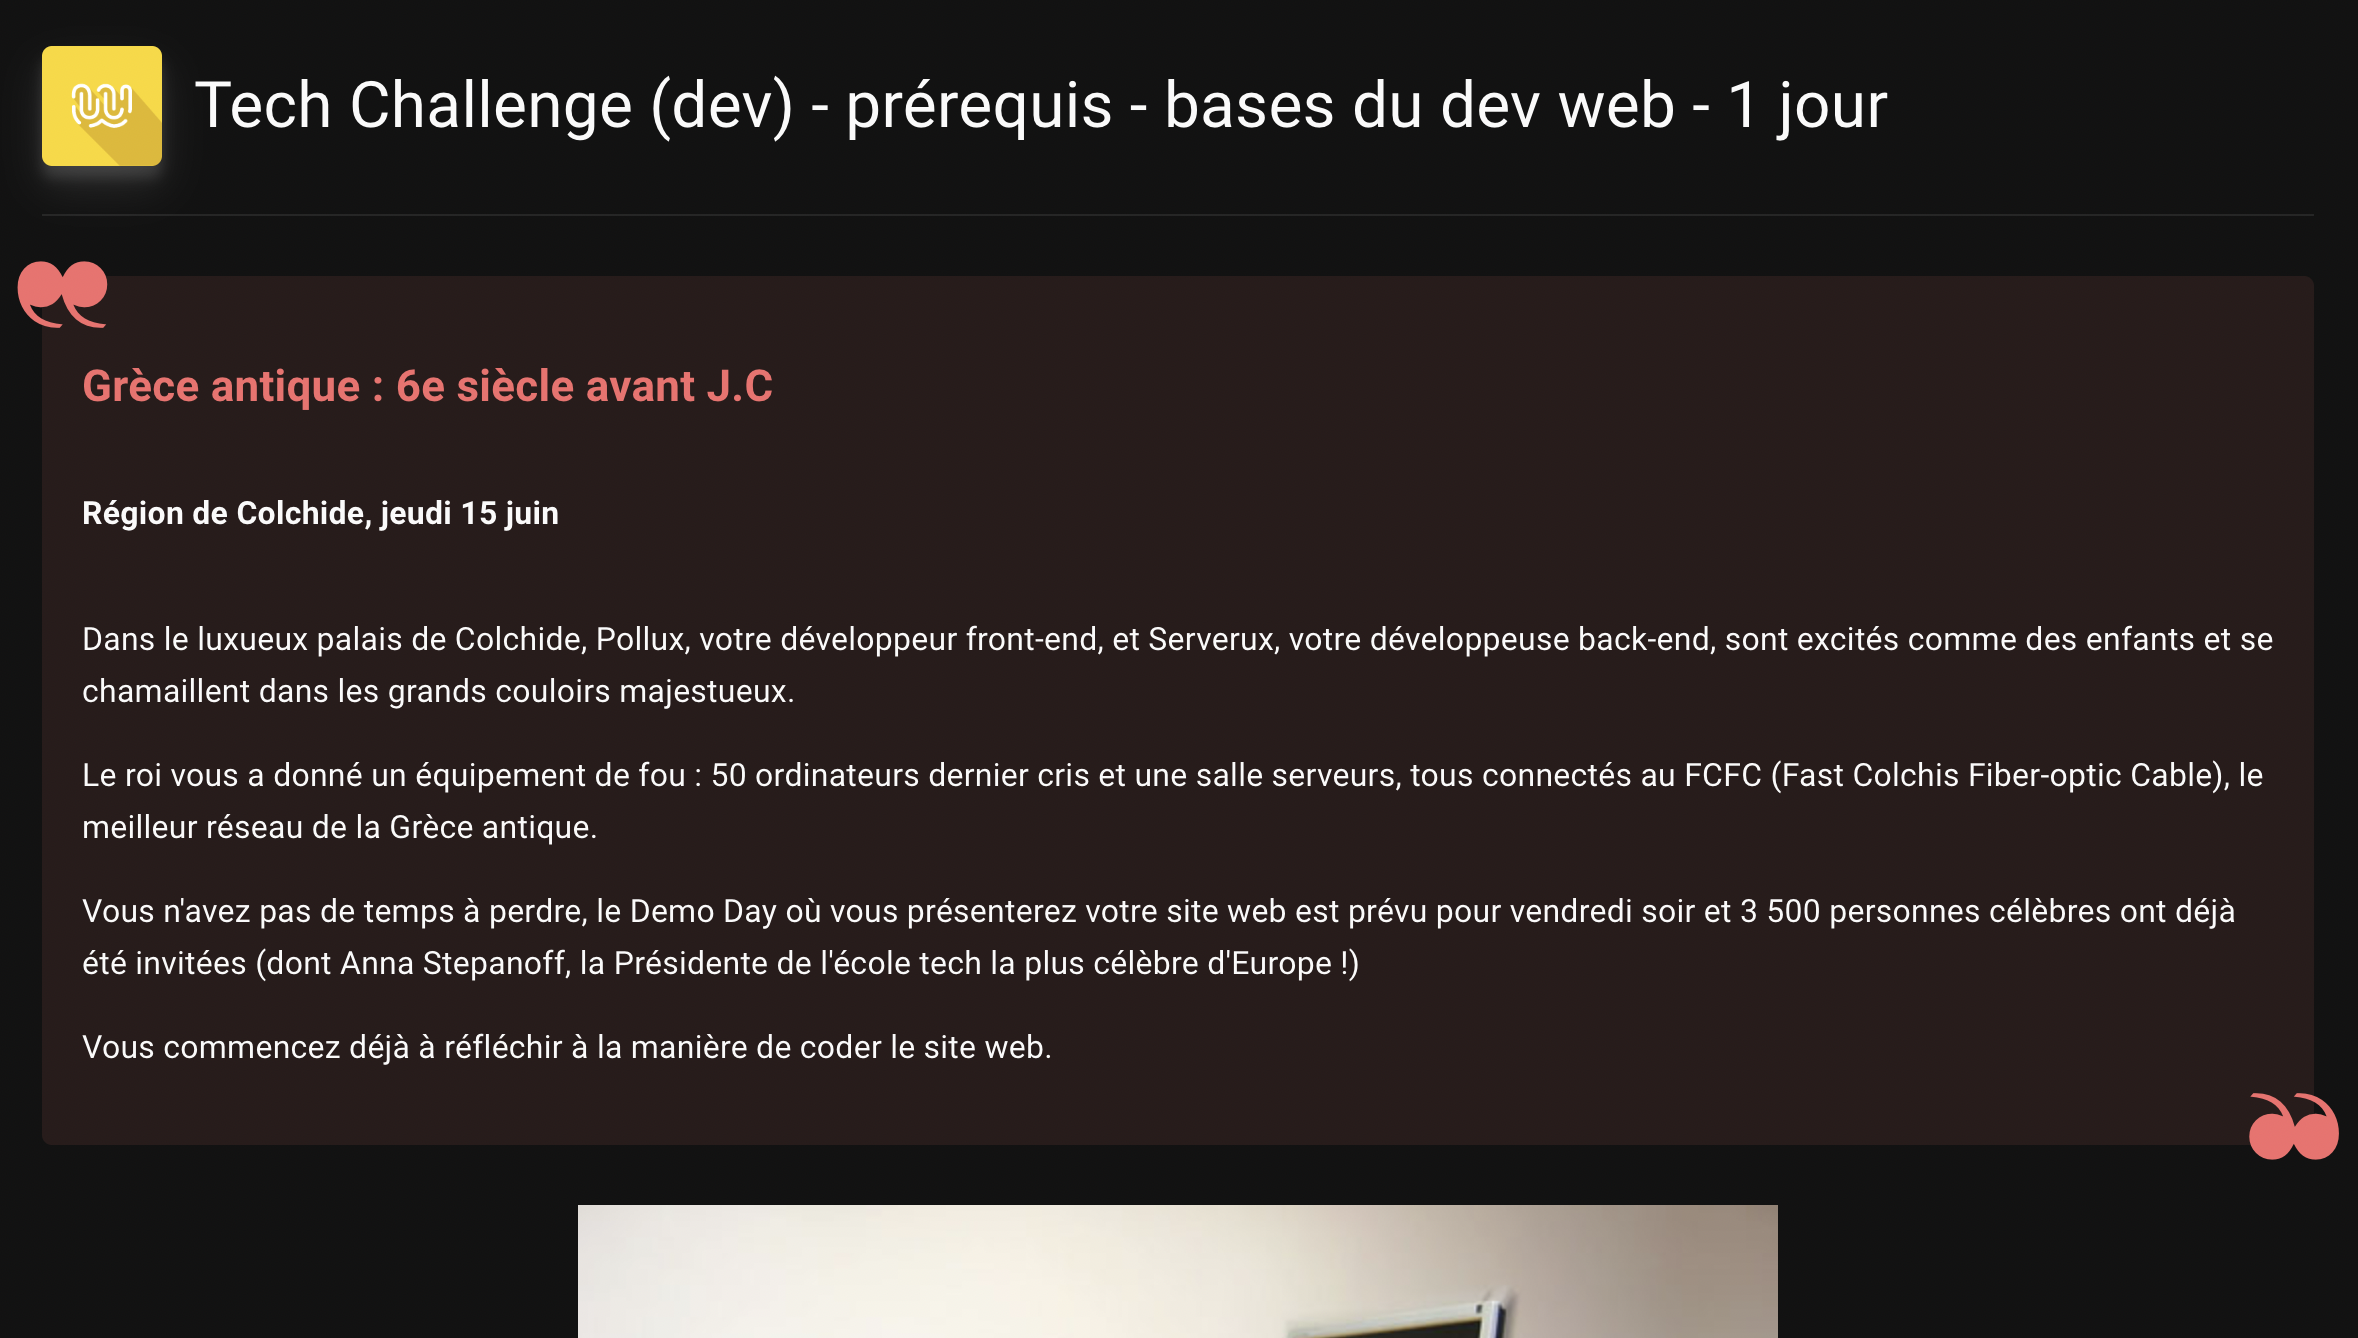 Tech Challenge (dev) - prérequis - bases du dev web - 1 jour
Grèce antique : 6e siècle avant J.C
Région de Colchide, jeudi 15 juin
Dans le luxueux palais de Colchide, Pollux, votre développeur front-end, et Serverux, votre développeuse back-end, sont excités comme des enfants et se
chamaillent dans les grands couloirs majestueux.
Le roi vous a donné un équipement de fou : 50 ordinateurs dernier cris et une salle serveurs, tous connectés au FCFC (Fast Colchis Fiber-optic Cable), le
meilleur réseau de la Grèce antique.
Vous n'avez pas de temps à perdre, le Demo Day où vous présenterez votre site web est prévu pour vendredi soir et 3 500 personnes célèbres ont déjà
été invitées (dont Anna Stepanoff, la Présidente de l'école tech la plus célèbre d'Europe !)
Vous commencez déjà à réfléchir à la manière de coder le site web.